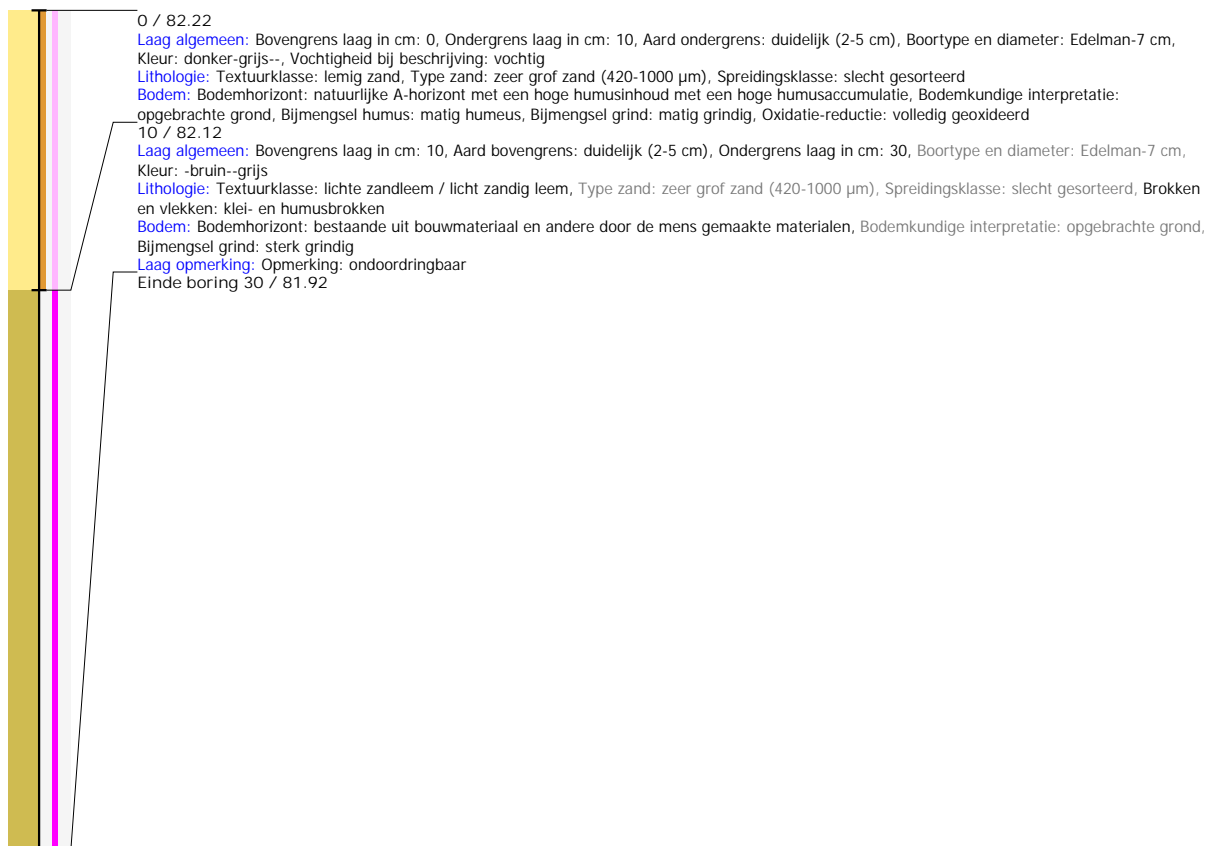 0 / 82.22
Laag algemeen: Bovengrens laag in cm: 0, Ondergrens laag in cm: 10, Aard ondergrens: duidelijk (2-5 cm), Boortype en diameter: Edelman-7 cm,
Kleur: donker-grijs--, Vochtigheid bij beschrijving: vochtig
Lithologie: Textuurklasse: lemig zand, Type zand: zeer grof zand (420-1000 µm), Spreidingsklasse: slecht gesorteerd
Bodem: Bodemhorizont: natuurlijke A-horizont met een hoge humusinhoud met een hoge humusaccumulatie, Bodemkundige interpretatie:
opgebrachte grond, Bijmengsel humus: matig humeus, Bijmengsel grind: matig grindig, Oxidatie-reductie: volledig geoxideerd
10 / 82.12
Laag algemeen: Bovengrens laag in cm: 10, Aard bovengrens: duidelijk (2-5 cm), Ondergrens laag in cm: 30, Boortype en diameter: Edelman-7 cm,
Kleur: -bruin--grijs
Lithologie: Textuurklasse: lichte zandleem / licht zandig leem, Type zand: zeer grof zand (420-1000 µm), Spreidingsklasse: slecht gesorteerd, Brokken
en vlekken: klei- en humusbrokken
Bodem: Bodemhorizont: bestaande uit bouwmateriaal en andere door de mens gemaakte materialen, Bodemkundige interpretatie: opgebrachte grond,
Bijmengsel grind: sterk grindig
Laag opmerking: Opmerking: ondoordringbaar
Einde boring 30 / 81.92